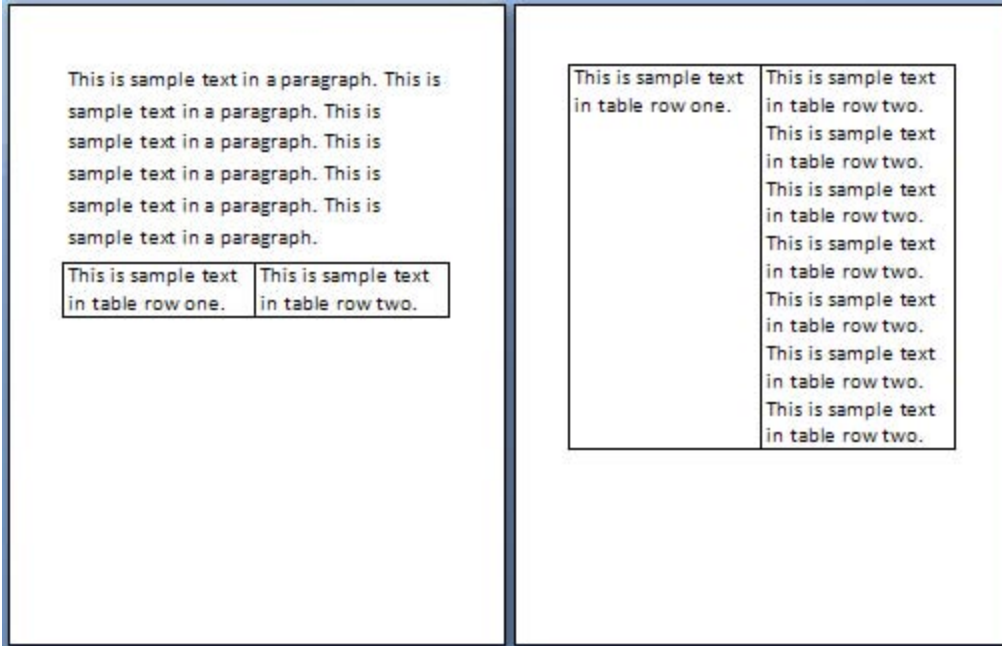 This is sample text in a paragraph. This is
sample text in a paragraph. This is
sample text in a paragraph. This is
sample text in a paragraph. This is
sample text in a paragraph. This is
sample text in a paragraph.
This is sample text
in table row one.
This is sample text
in table row two.
This is sample text
in table row one.
This is sample text
in table row two.
This is sample text
in table row two.
This is sample text
in table row two.
This is sample text
in table row two.
This is sample text
in table row two.
This is sample text
in table row two.
This is sample text
in table row two.